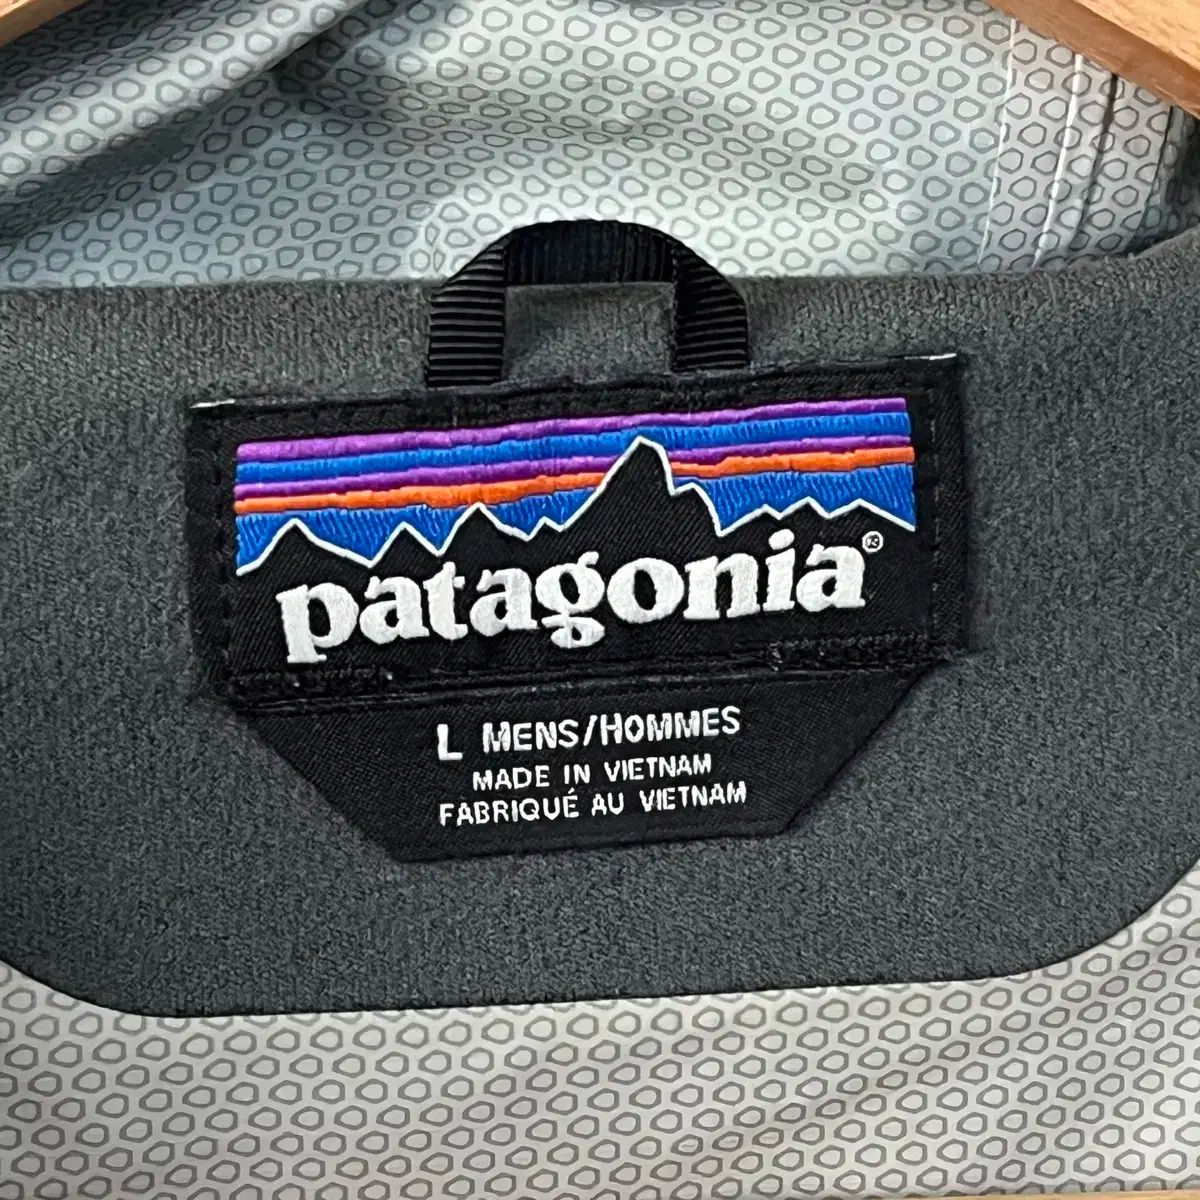 patagonia®
L MENS/HOMMES
MADE IN VIETNAM
FABRIQUÉ AU VIETNAM